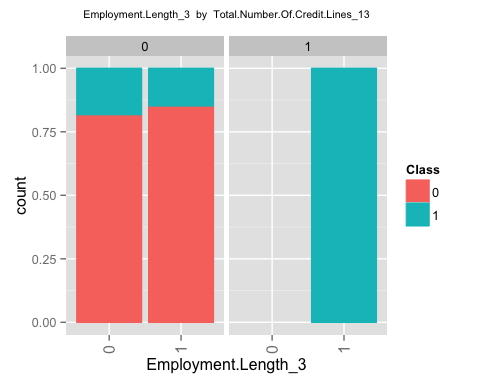 Employment.Length_3 by Total.Number.Of.Credit.Lines_13
0 1
1.00
0.75
0.50
0.25
0.00
count
0 1 0 1
Employment.Length_3
Class
0
1